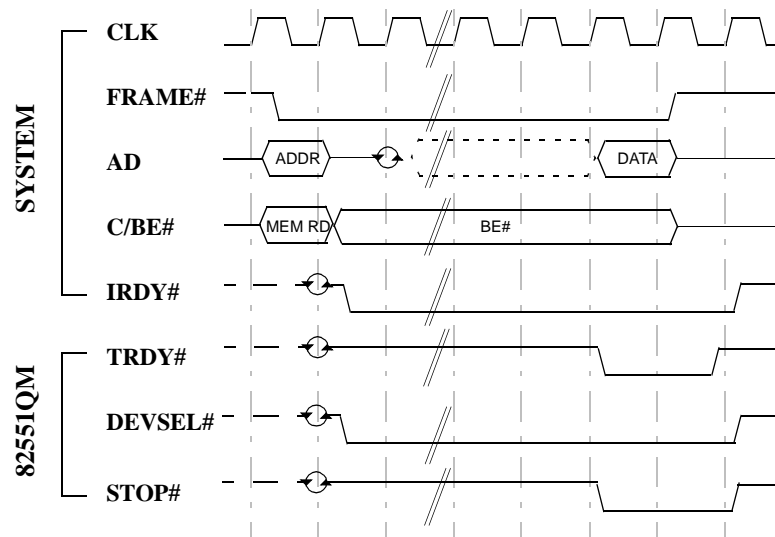 SYSTEM
CLK
FRAME#
AD
ADDR
DATA
C/BE#
MEM RD
BE#
IRDY#
82551QM
TRDY#
DEVSEL#
STOP#